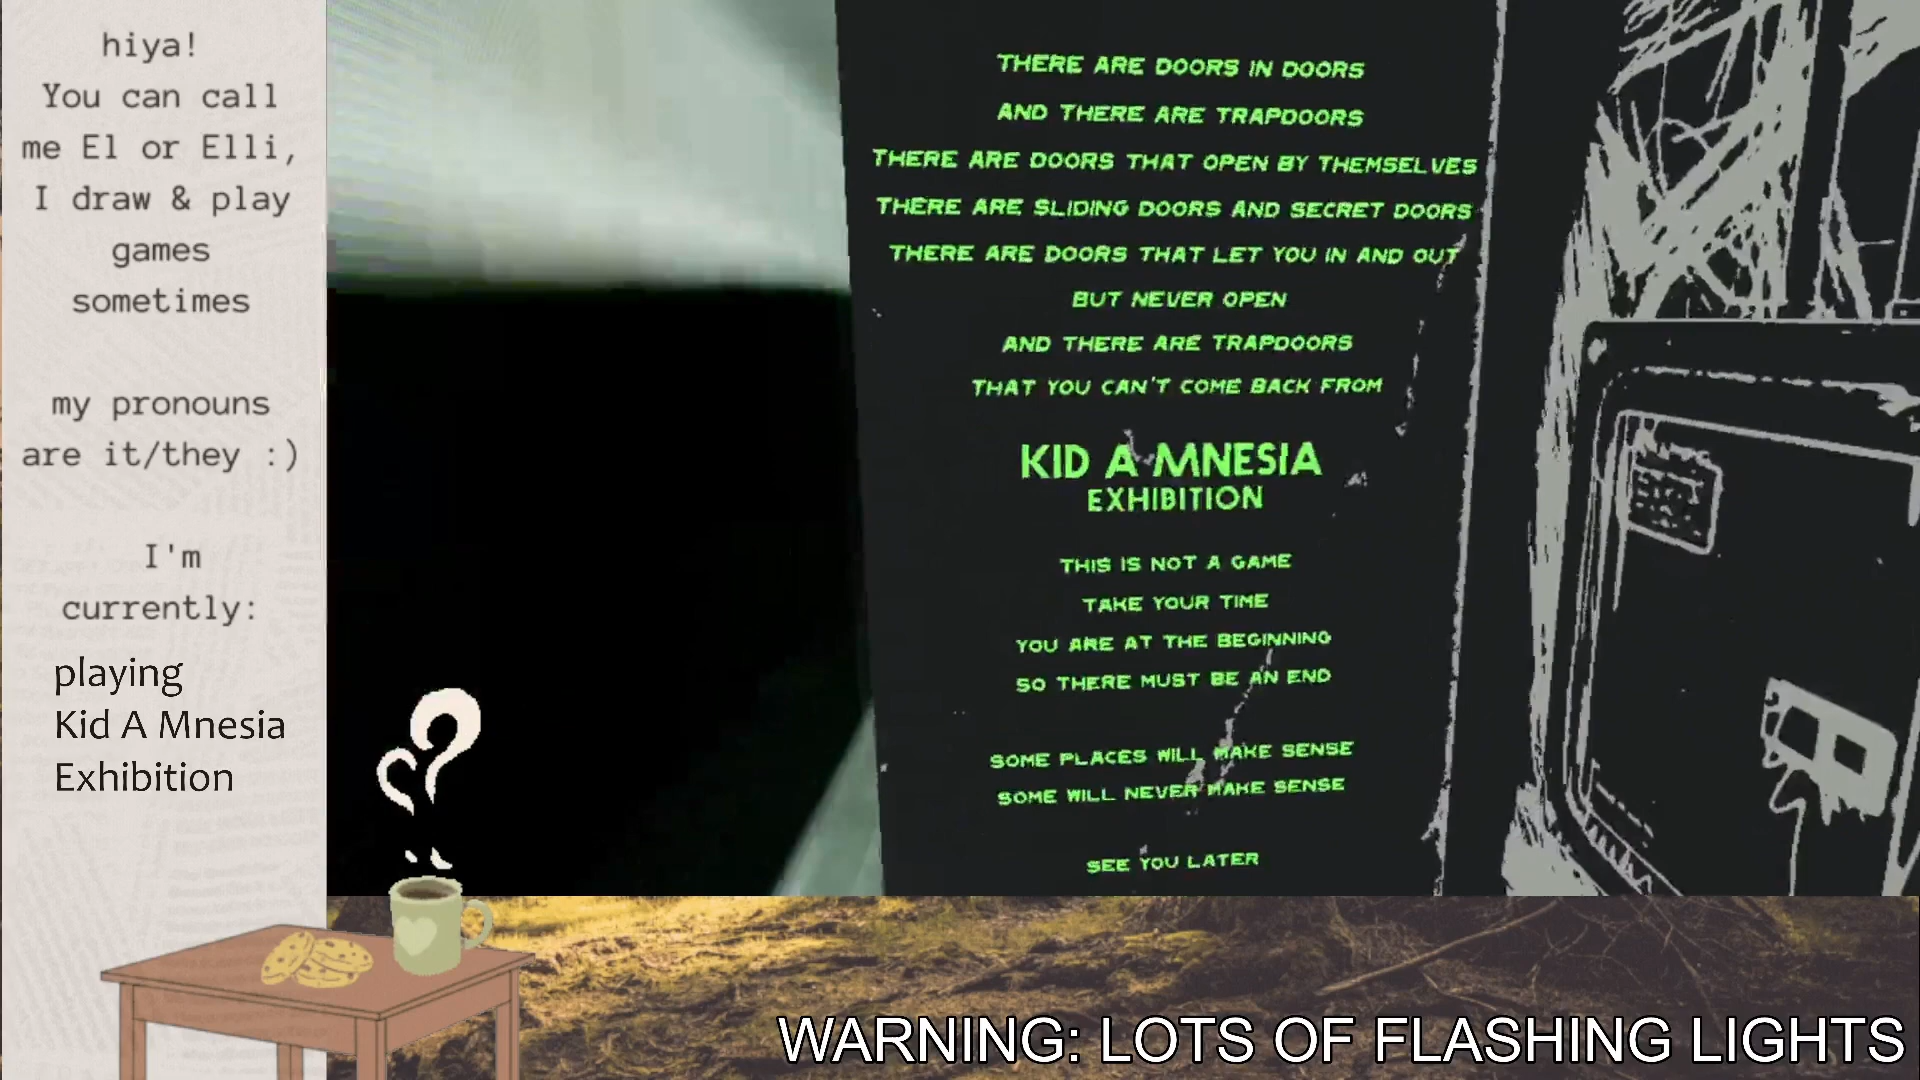 hiya!
You can call
me El or Elli,
I draw & play
games
sometimes
my pronouns
are it/they :)
I'm
currently:
playing
Kid A Mnesia
Exhibition
THERE ARE DOORS IN DOORS
AND THERE ARE TRAPDOORS
THERE ARE DOORS THAT OPEN BY THEMSELVES
THERE ARE SLIDING DOORS AND SECRET DOORS
THERE ARE DOORS THAT LET YOU IN AND OUT
BUT NEVER OPEN
AND THERE ARE TRAPDOORS
THAT YOU CAN'T COME BACK FROM
KID A MNESIA
EXHIBITION
THIS IS NOT A GAME
TAKE YOUR TIME
YOU ARE AT THE BEGINNING
SO THERE MUST BE AN END
SOME PLACES WILL MAKE SENSE
SOME WILL NEVER MAKE SENSE
SEE YOU LATER
WARNING: LOTS OF FLASHING LIGHTS